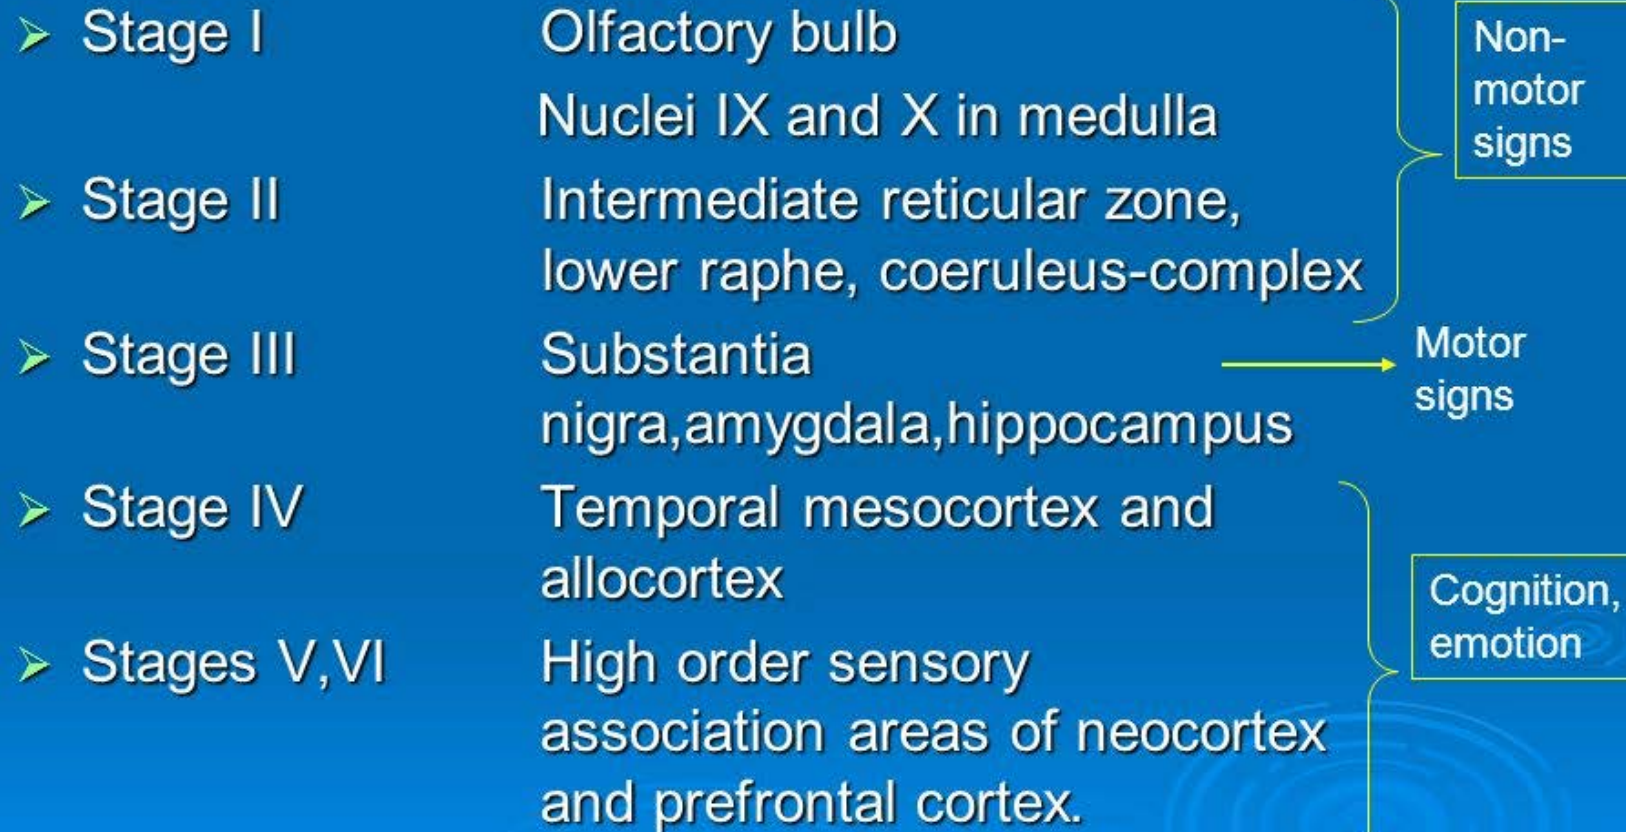 Stage I Olfactory bulb
Nuclei IX and X in medulla
Non-
motor
signs
Stage II Intermediate reticular zone,
lower raphe, coeruleus-complex
Stage III Substantia
nigra,amygdala,hippocampus
Motor
signs
Stage IV Temporal mesocortex and
allocortex
Stages V,VI High order sensory
association areas of neocortex
and prefrontal cortex.
Cognition,
emotion